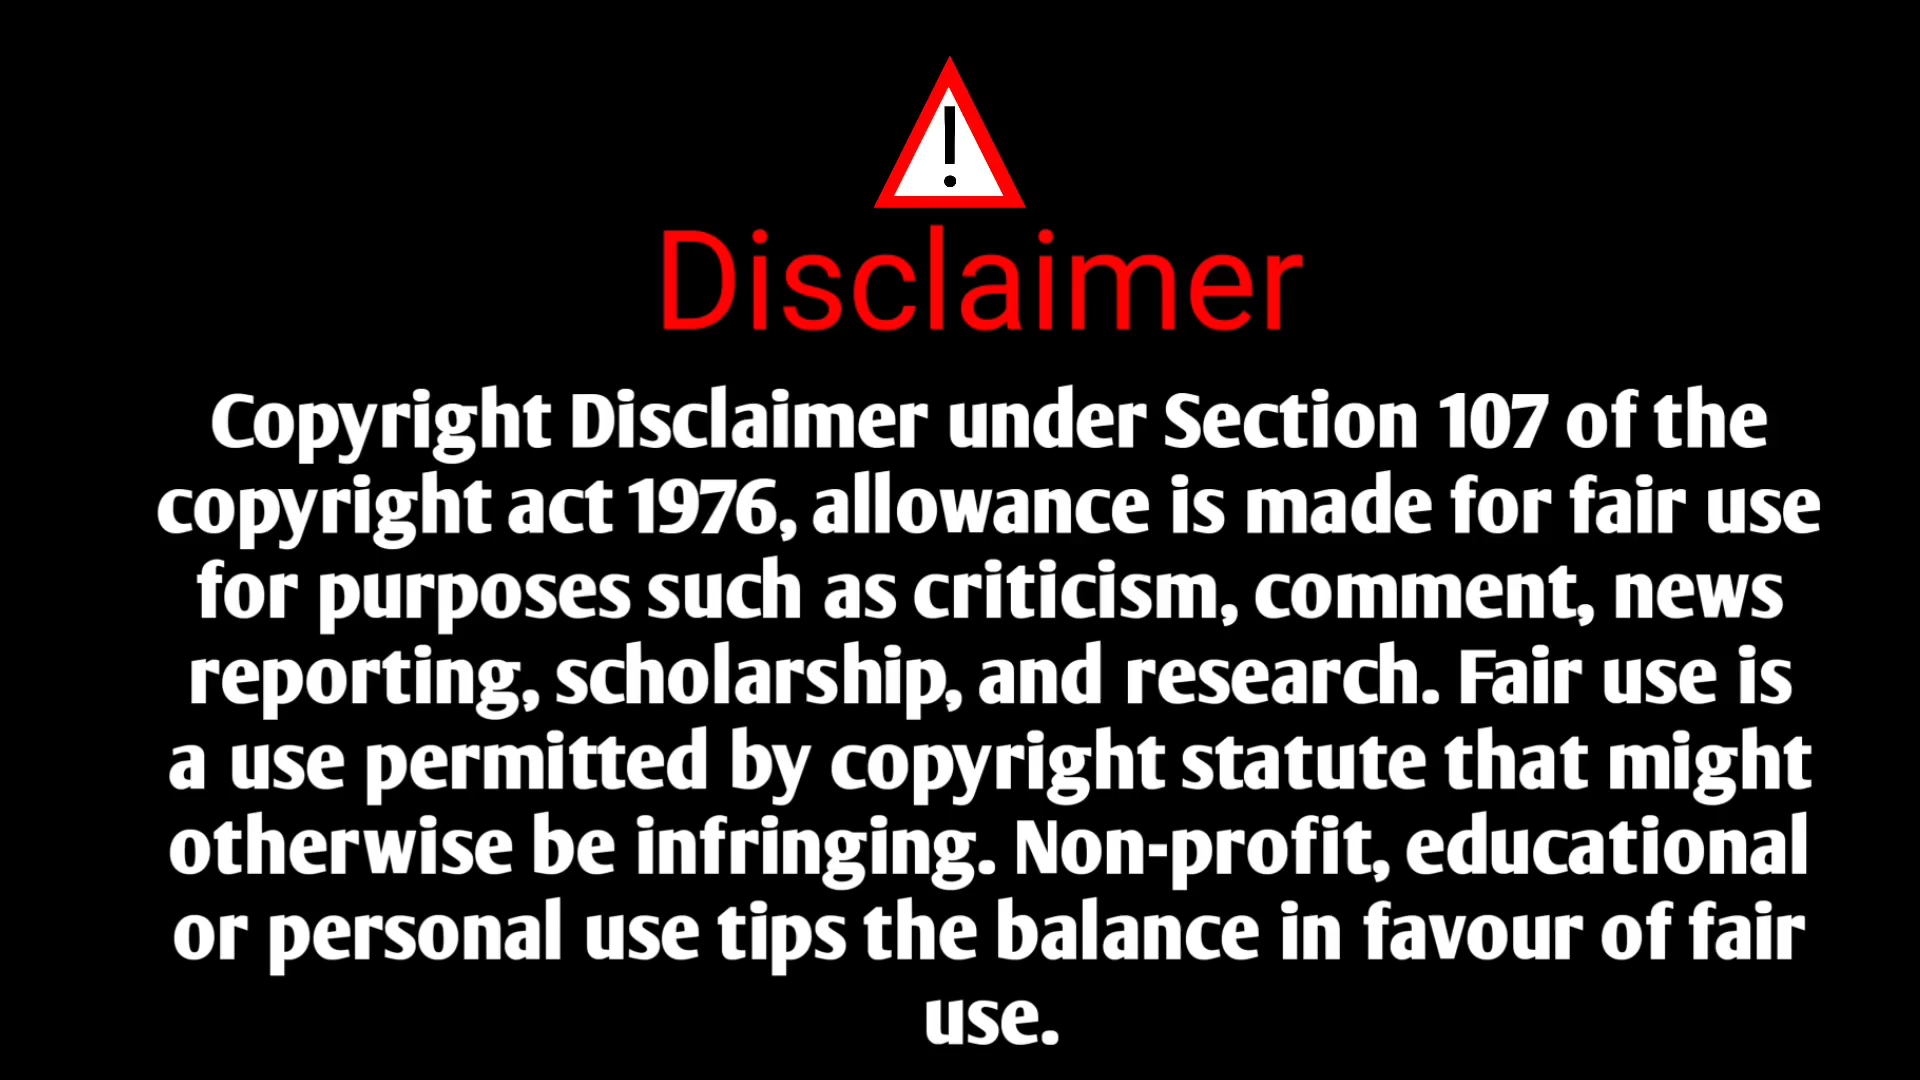 Disclaimer
Copyright Disclaimer under Section 107 of the
copyright act 1976, allowance is made for fair use
for purposes such as criticism, comment, news
reporting, scholarship, and research. Fair use is
a use permitted by copyright statute that might
otherwise be infringing. Non-profit, educational
or personal use tips the balance in favour of fair
use.